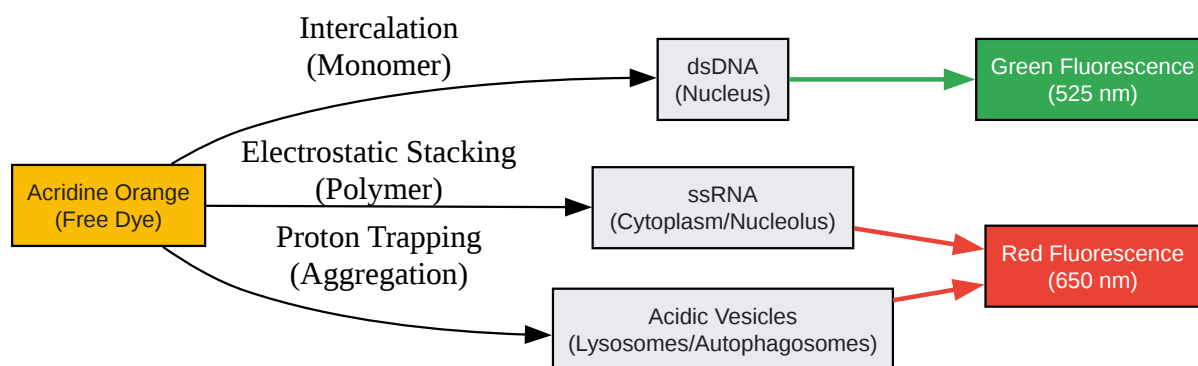 Intercalation
(Monomer)
dsDNA
(Nucleus)
Green Fluorescence
(525 nm)
Acridine Orange
(Free Dye)
Electrostatic Stacking
(Polymer)
ssRNA
(Cytoplasm/Nucleolus)
Red Fluorescence
(650 nm)
Proton Trapping
(Aggregation)
Acidic Vesicles
(Lysosomes/Autophagosomes)